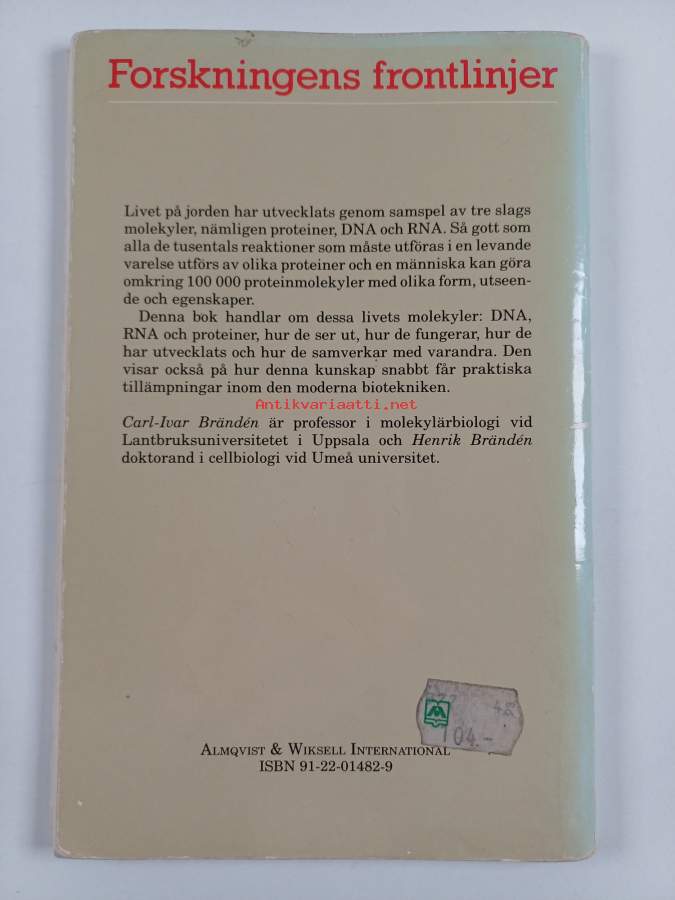 Forskningens frontlinjer
Livet på jorden har utvecklats genom samspel av tre slags
molekyler, nämligen proteiner, DNA och RNA. Så gott som
alla de tusentals reaktioner som måste utföras i en levande
varelse utförs av olika proteiner och en människa kan göra
omkring 100 000 proteinmolekyler med olika form, utseen-
de och egenskaper.
Denna bok handlar om dessa livets molekyler: DNA,
RNA och proteiner, hur de ser ut, hur de fungerar, hur de
har utvecklats och hur de samverkar med varandra. Den
visar också på hur denna kunskap snabbt får praktiska
tillämpningar inom den moderna biotekniken.
Antikvariaatti.net
Carl-Ivar Brändén är professor i molekylärbiologi vid
Lantbruksuniversitetet i Uppsala och Henrik Brändén
doktorand i cellbiologi vid Umeå universitet.
104.-
ALMQVIST & WIKSELL INTERNATIONAL
ISBN 91-22-01482-9